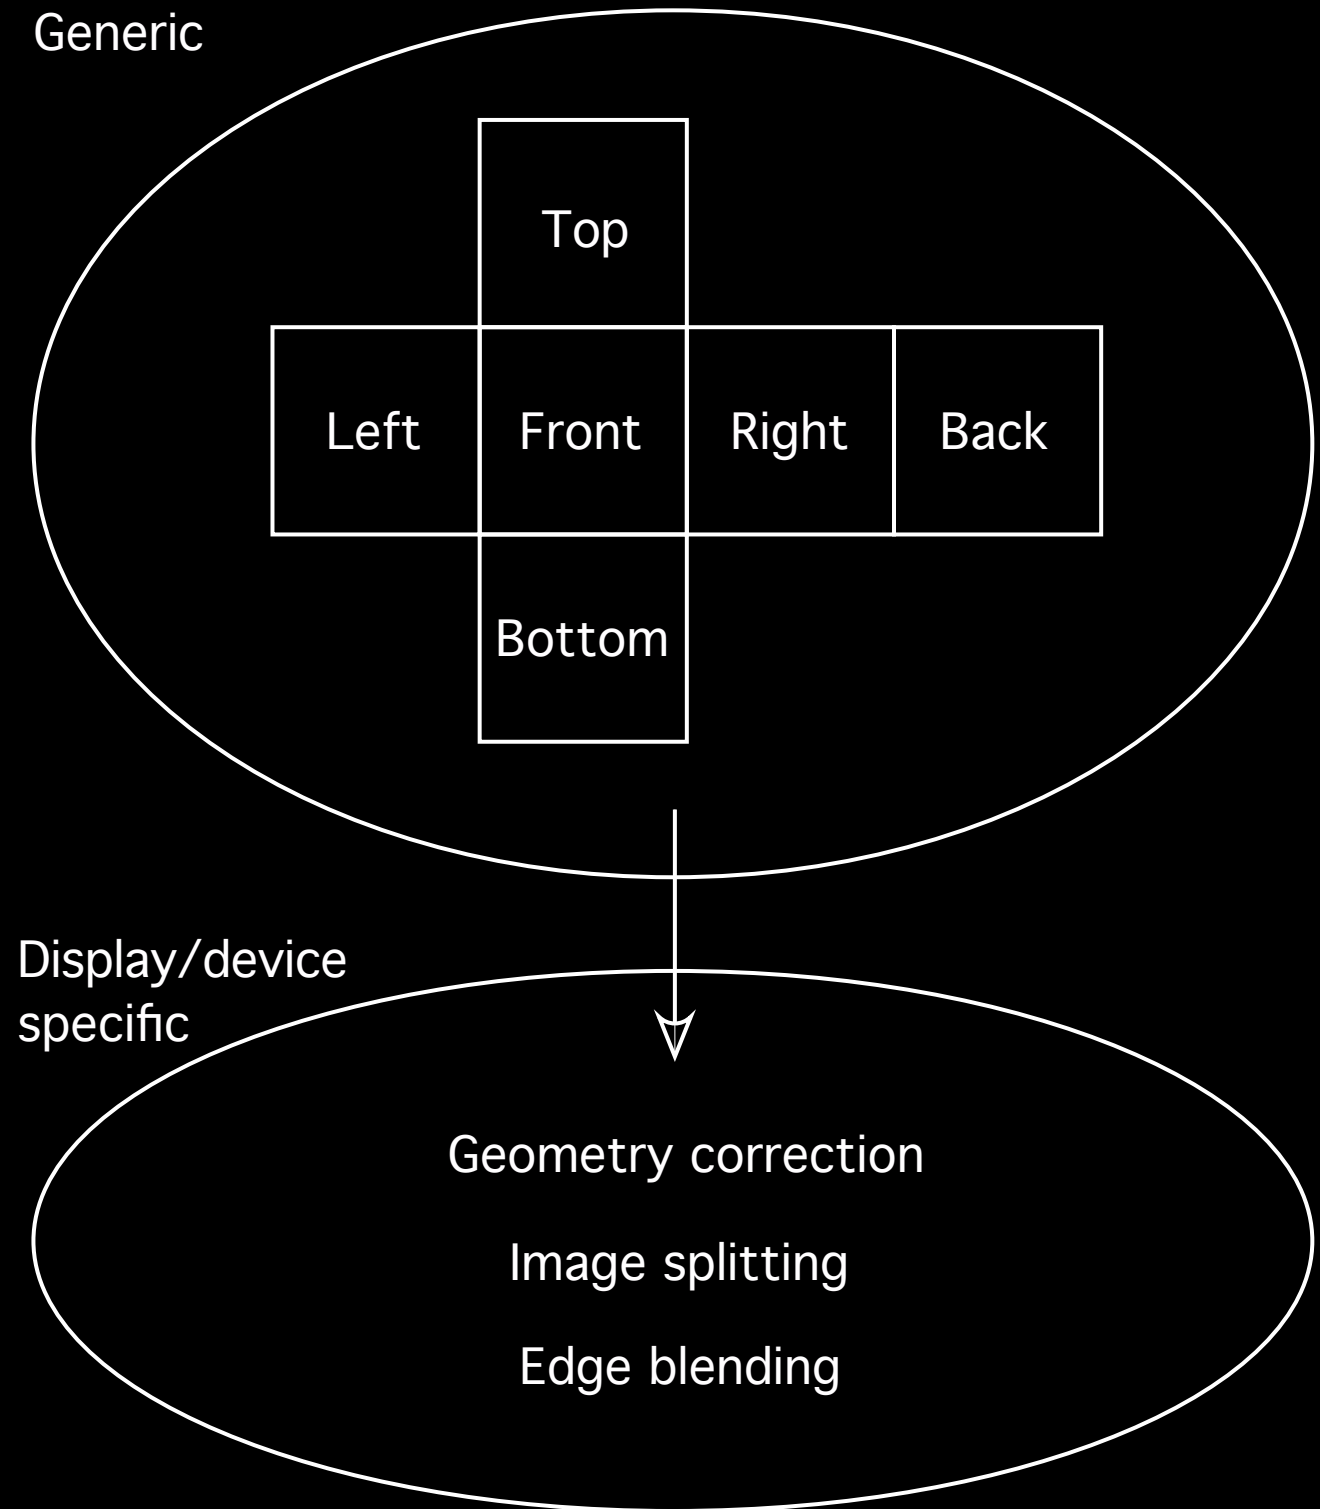 Generic
Top
Left Front Right Back
Bottom
Display/device
specific
Geometry correction
Image splitting
Edge blending